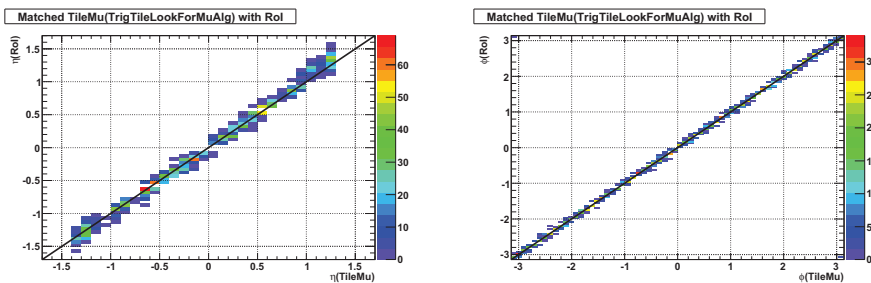 Matched TileMu(TrigTileLookForMuAlg) with RoI
η(RoI)
1.5
1
0.5
0
-0.5
-1
-1.5
-1.5 -1 -0.5 0 0.5 1 1.5
η(TileMu)
60
50
40
30
20
10
0
Matched TileMu(TrigTileLookForMuAlg) with RoI
ϕ(RoI)
3
2
1
0
-1
-2
-3
-3 -2 -1 0 1 2 3
ϕ(TileMu)